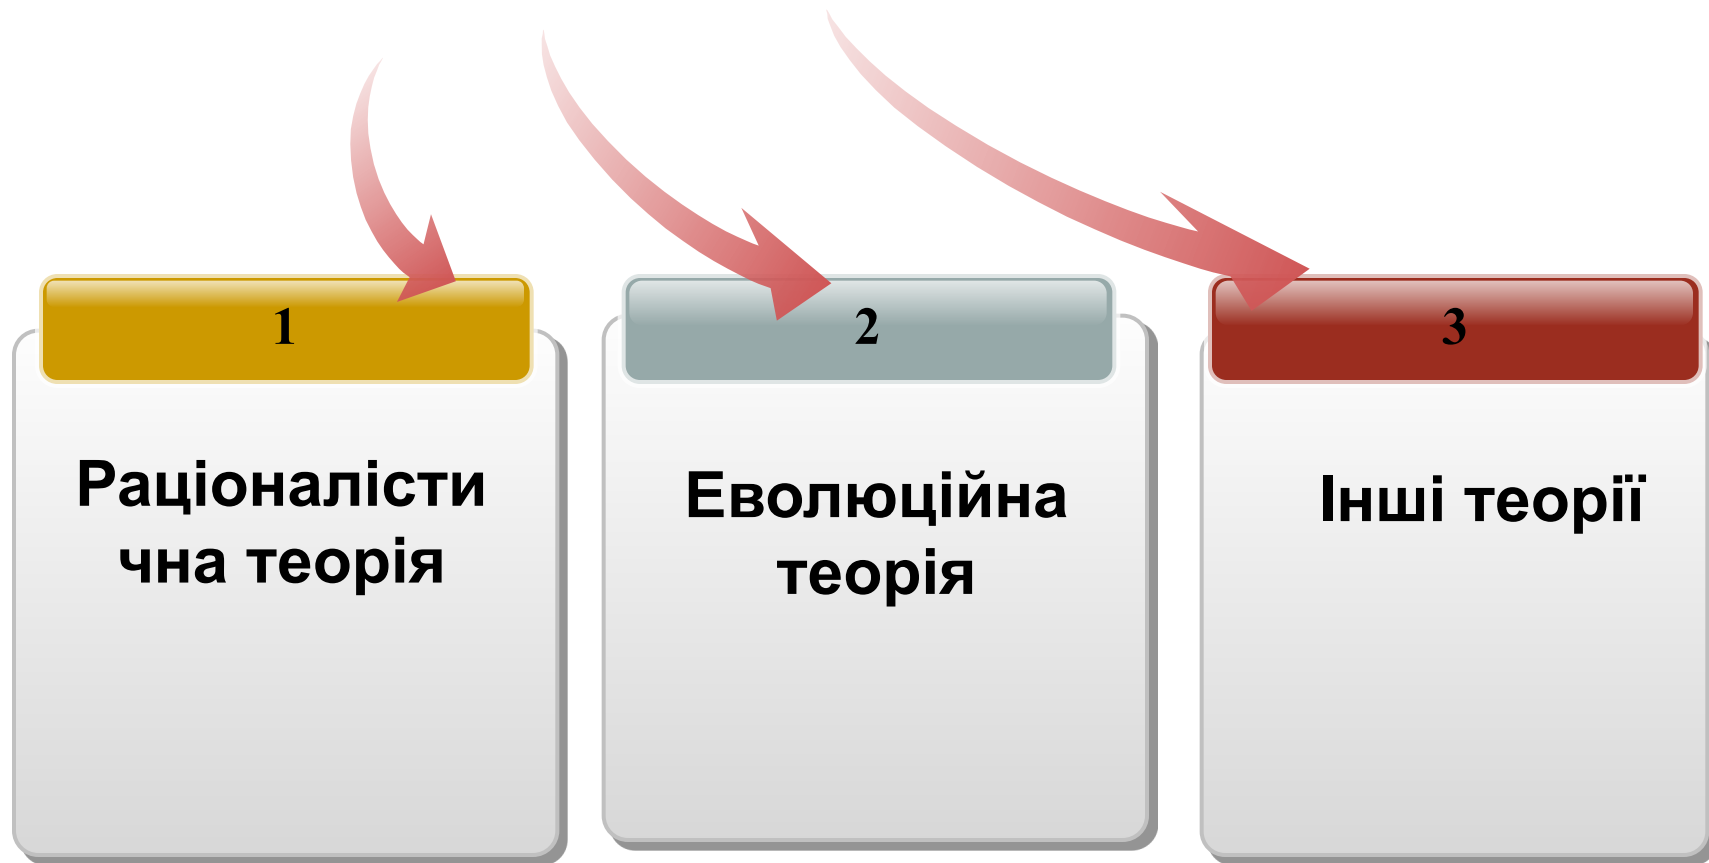 1
Раціоналісти
чна теорія
2
Еволюційна
теорія
3
Інші теорії